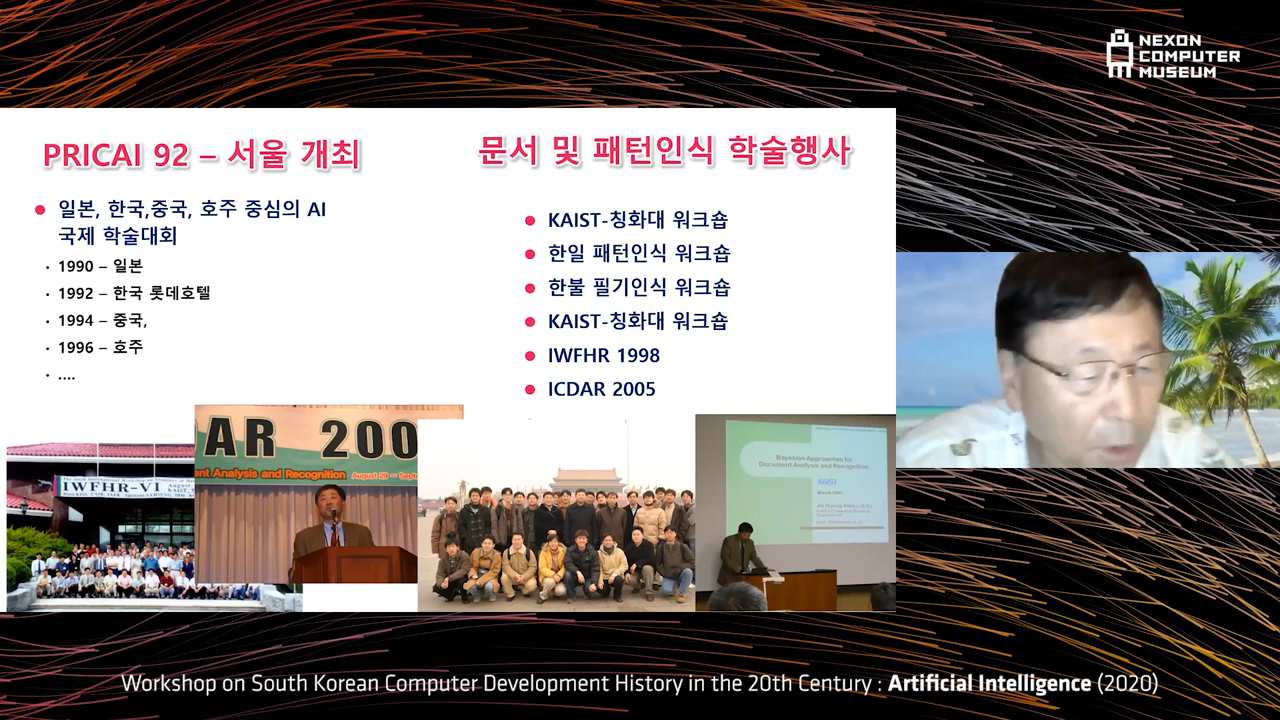 NEXON
COMPUTER
MUSEUM
PRICAI 92 – 서울 개최
일본, 한국,중국, 호주 중심의 AI
국제 학술대회
1990 – 일본
1992 – 한국 롯데호텔
1994 – 중국,
1996 – 호주
....
문서 및 패턴인식 학술행사
KAIST-칭화대 워크숍
한일 패턴인식 워크숍
한불 필기인식 워크숍
KAIST-칭화대 워크숍
IWFHR 1998
ICDAR 2005
IWFHR-VI
DAR 200
ent Analysis and Recognition
Bayesian Approaches for
Document Analysis and Recognition
KAIST
Workshop on South Korean Computer Development History in the 20th Century : Artificial Intelligence (2020)